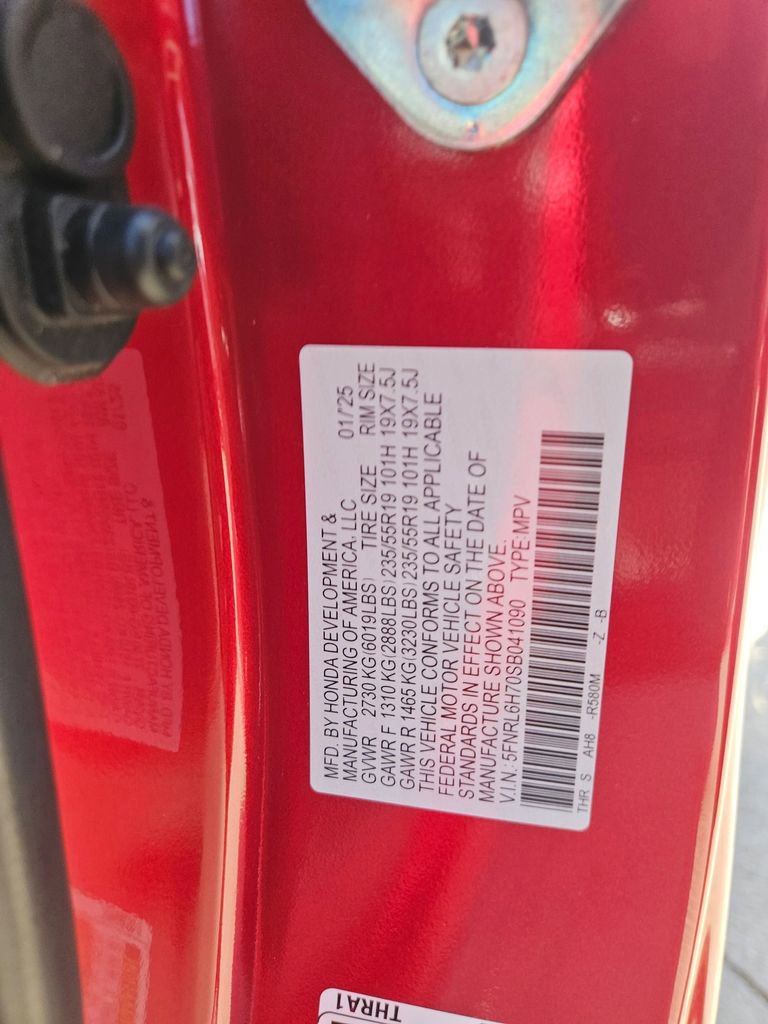 MFD. BY HONDA DEVELOPMENT &
MANUFACTURING OF AMERICA, LLC 01/'25
GVWR 2730 KG(6019LBS) TIRE SIZE RIM SIZE
GAWR F 1310 KG(2888LBS) 235/55R19 101H 19X7.5J
GAWR R 1465 KG(3230LBS) 235/55R19 101H 19X7.5J
THIS VEHICLE CONFORMS TO ALL APPLICABLE
FEDERAL MOTOR VEHICLE SAFETY
STANDARDS IN EFFECT ON THE DATE OF
MANUFACTURE SHOWN ABOVE.
V.I.N.: 5FNRL6H70SB041090 TYPE:MPV
THR S AH8 -R580M -Z -B
THRA1